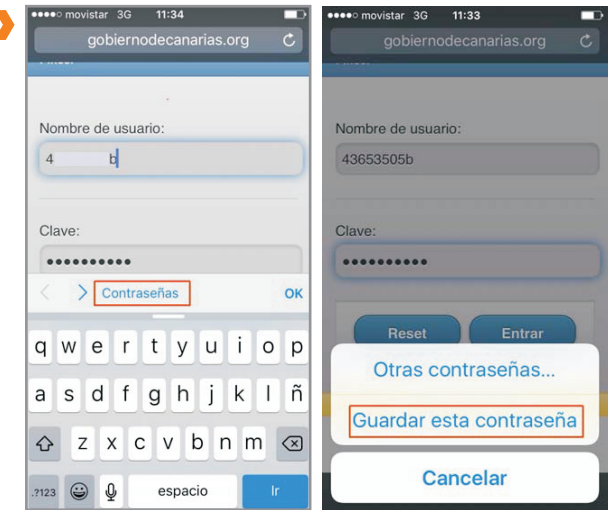 movistar 3G 11:34
gobiernodecanarias.org
Nombre de usuario:
4 b
Clave:
Contraseñas OK
q w e r t y u i o p
a s d f g h j k l ñ
z x c v b n m
.?123 espacio Ir
movistar 3G 11:33
gobiernodecanarias.org
Nombre de usuario:
43653505b
Clave:
Reset Entrar
Otras contraseñas...
Guardar esta contraseña
Cancelar